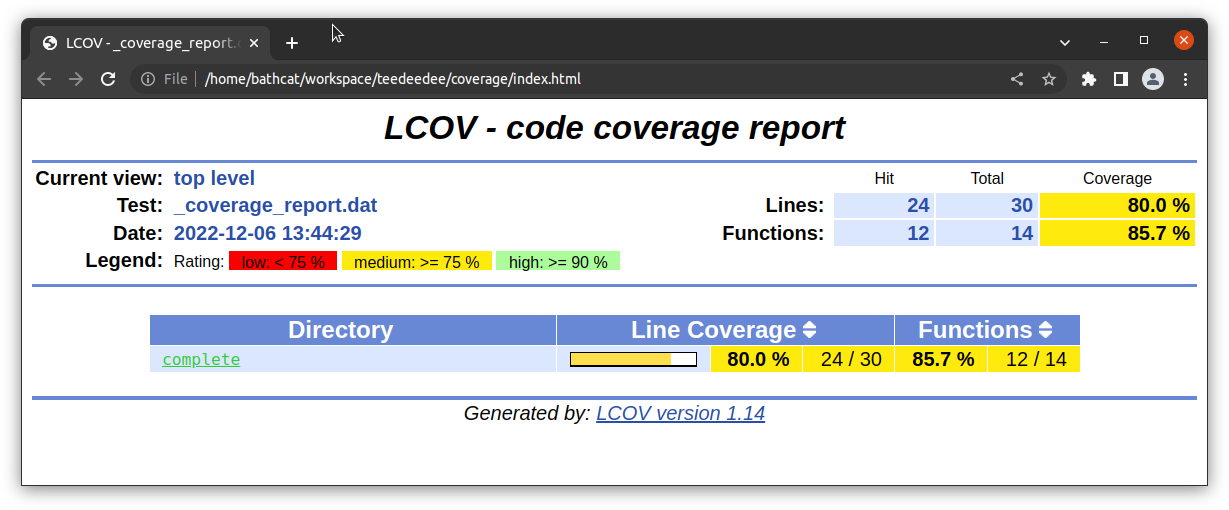 LCOV - _coverage_report.d
File | /home/bathcat/workspace/teedeedee/coverage/index.html
LCOV - code coverage report
Current view: top level Hit Total Coverage
Test: _coverage_report.dat Lines: 24 30 80.0 %
Date: 2022-12-06 13:44:29 Functions: 12 14 85.7 %
Legend: Rating: low: < 75 % medium: >= 75 % high: >= 90 %
Directory Line Coverage Functions
complete 80.0 % 24 / 30 85.7 % 12 / 14
Generated by: LCOV version 1.14